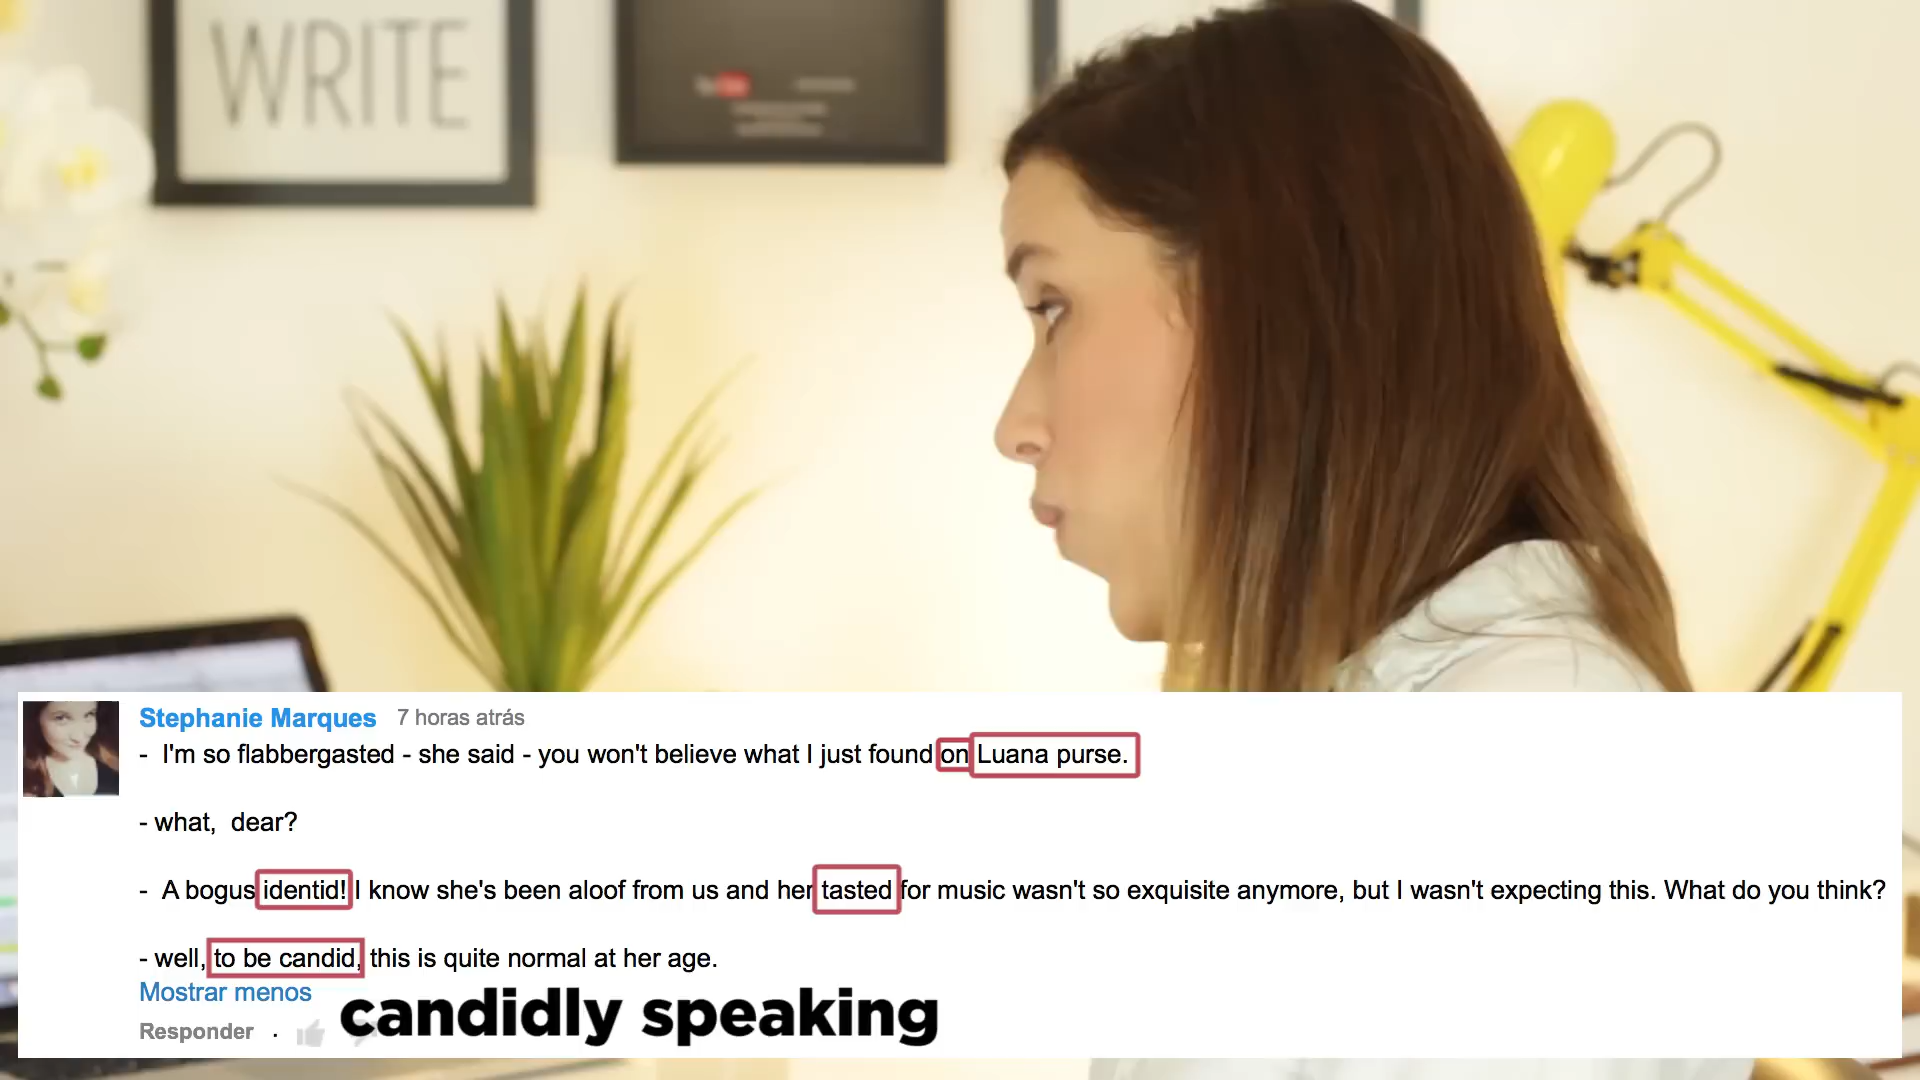 WRITE
Stephanie Marques 7 horas atrás
- I'm so flabbergasted - she said - you won't believe what I just found on Luana purse.
- what, dear?
- A bogus identid! I know she's been aloof from us and her tasted for music wasn't so exquisite anymore, but I wasn't expecting this. What do you think?
- well, to be candid, this is quite normal at her age.
Mostrar menos
Responder .
candidly speaking